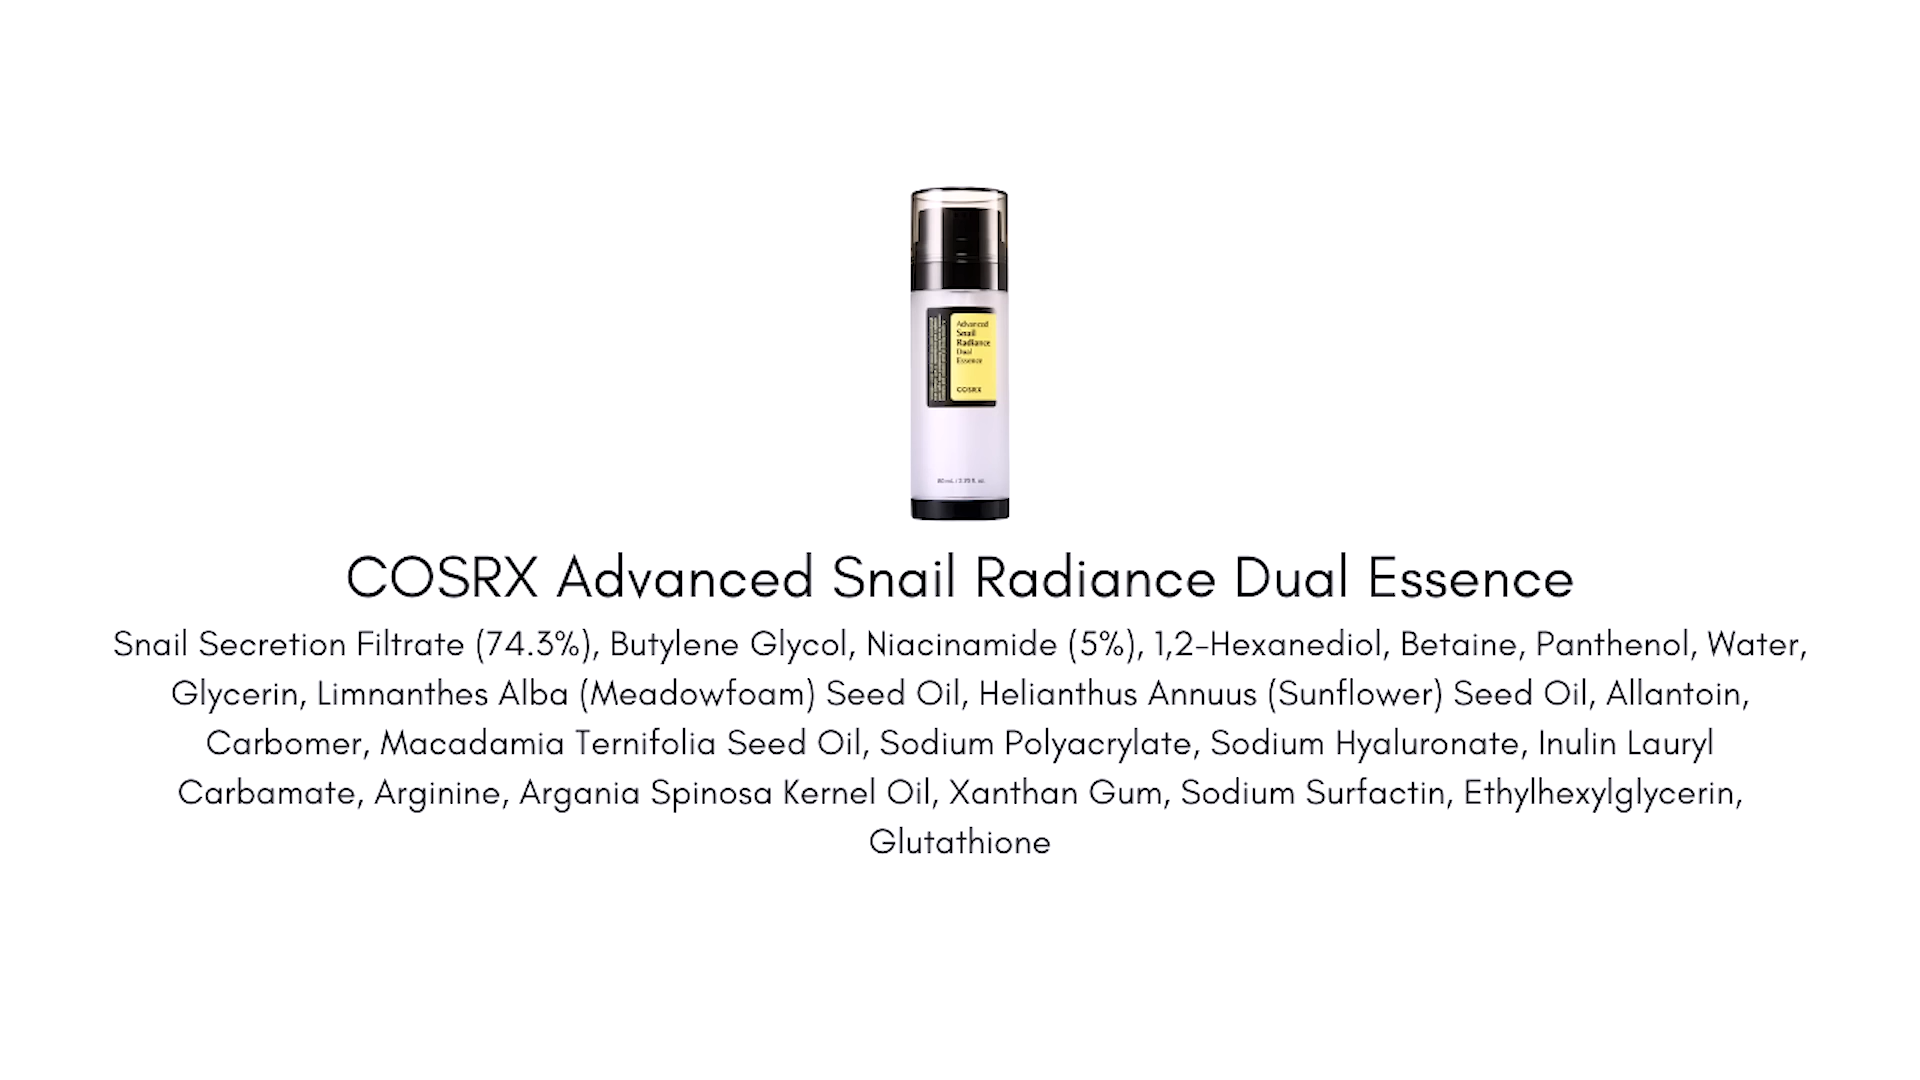 Advanced
Snail
Radiance
Dual
Essence
COSRX
COSRX Advanced Snail Radiance Dual Essence
Snail Secretion Filtrate (74.3%), Butylene Glycol, Niacinamide (5%), 1,2-Hexanediol, Betaine, Panthenol, Water,
Glycerin, Limnanthes Alba (Meadowfoam) Seed Oil, Helianthus Annuus (Sunflower) Seed Oil, Allantoin,
Carbomer, Macadamia Ternifolia Seed Oil, Sodium Polyacrylate, Sodium Hyaluronate, Inulin Lauryl
Carbamate, Arginine, Argania Spinosa Kernel Oil, Xanthan Gum, Sodium Surfactin, Ethylhexylglycerin,
Glutathione